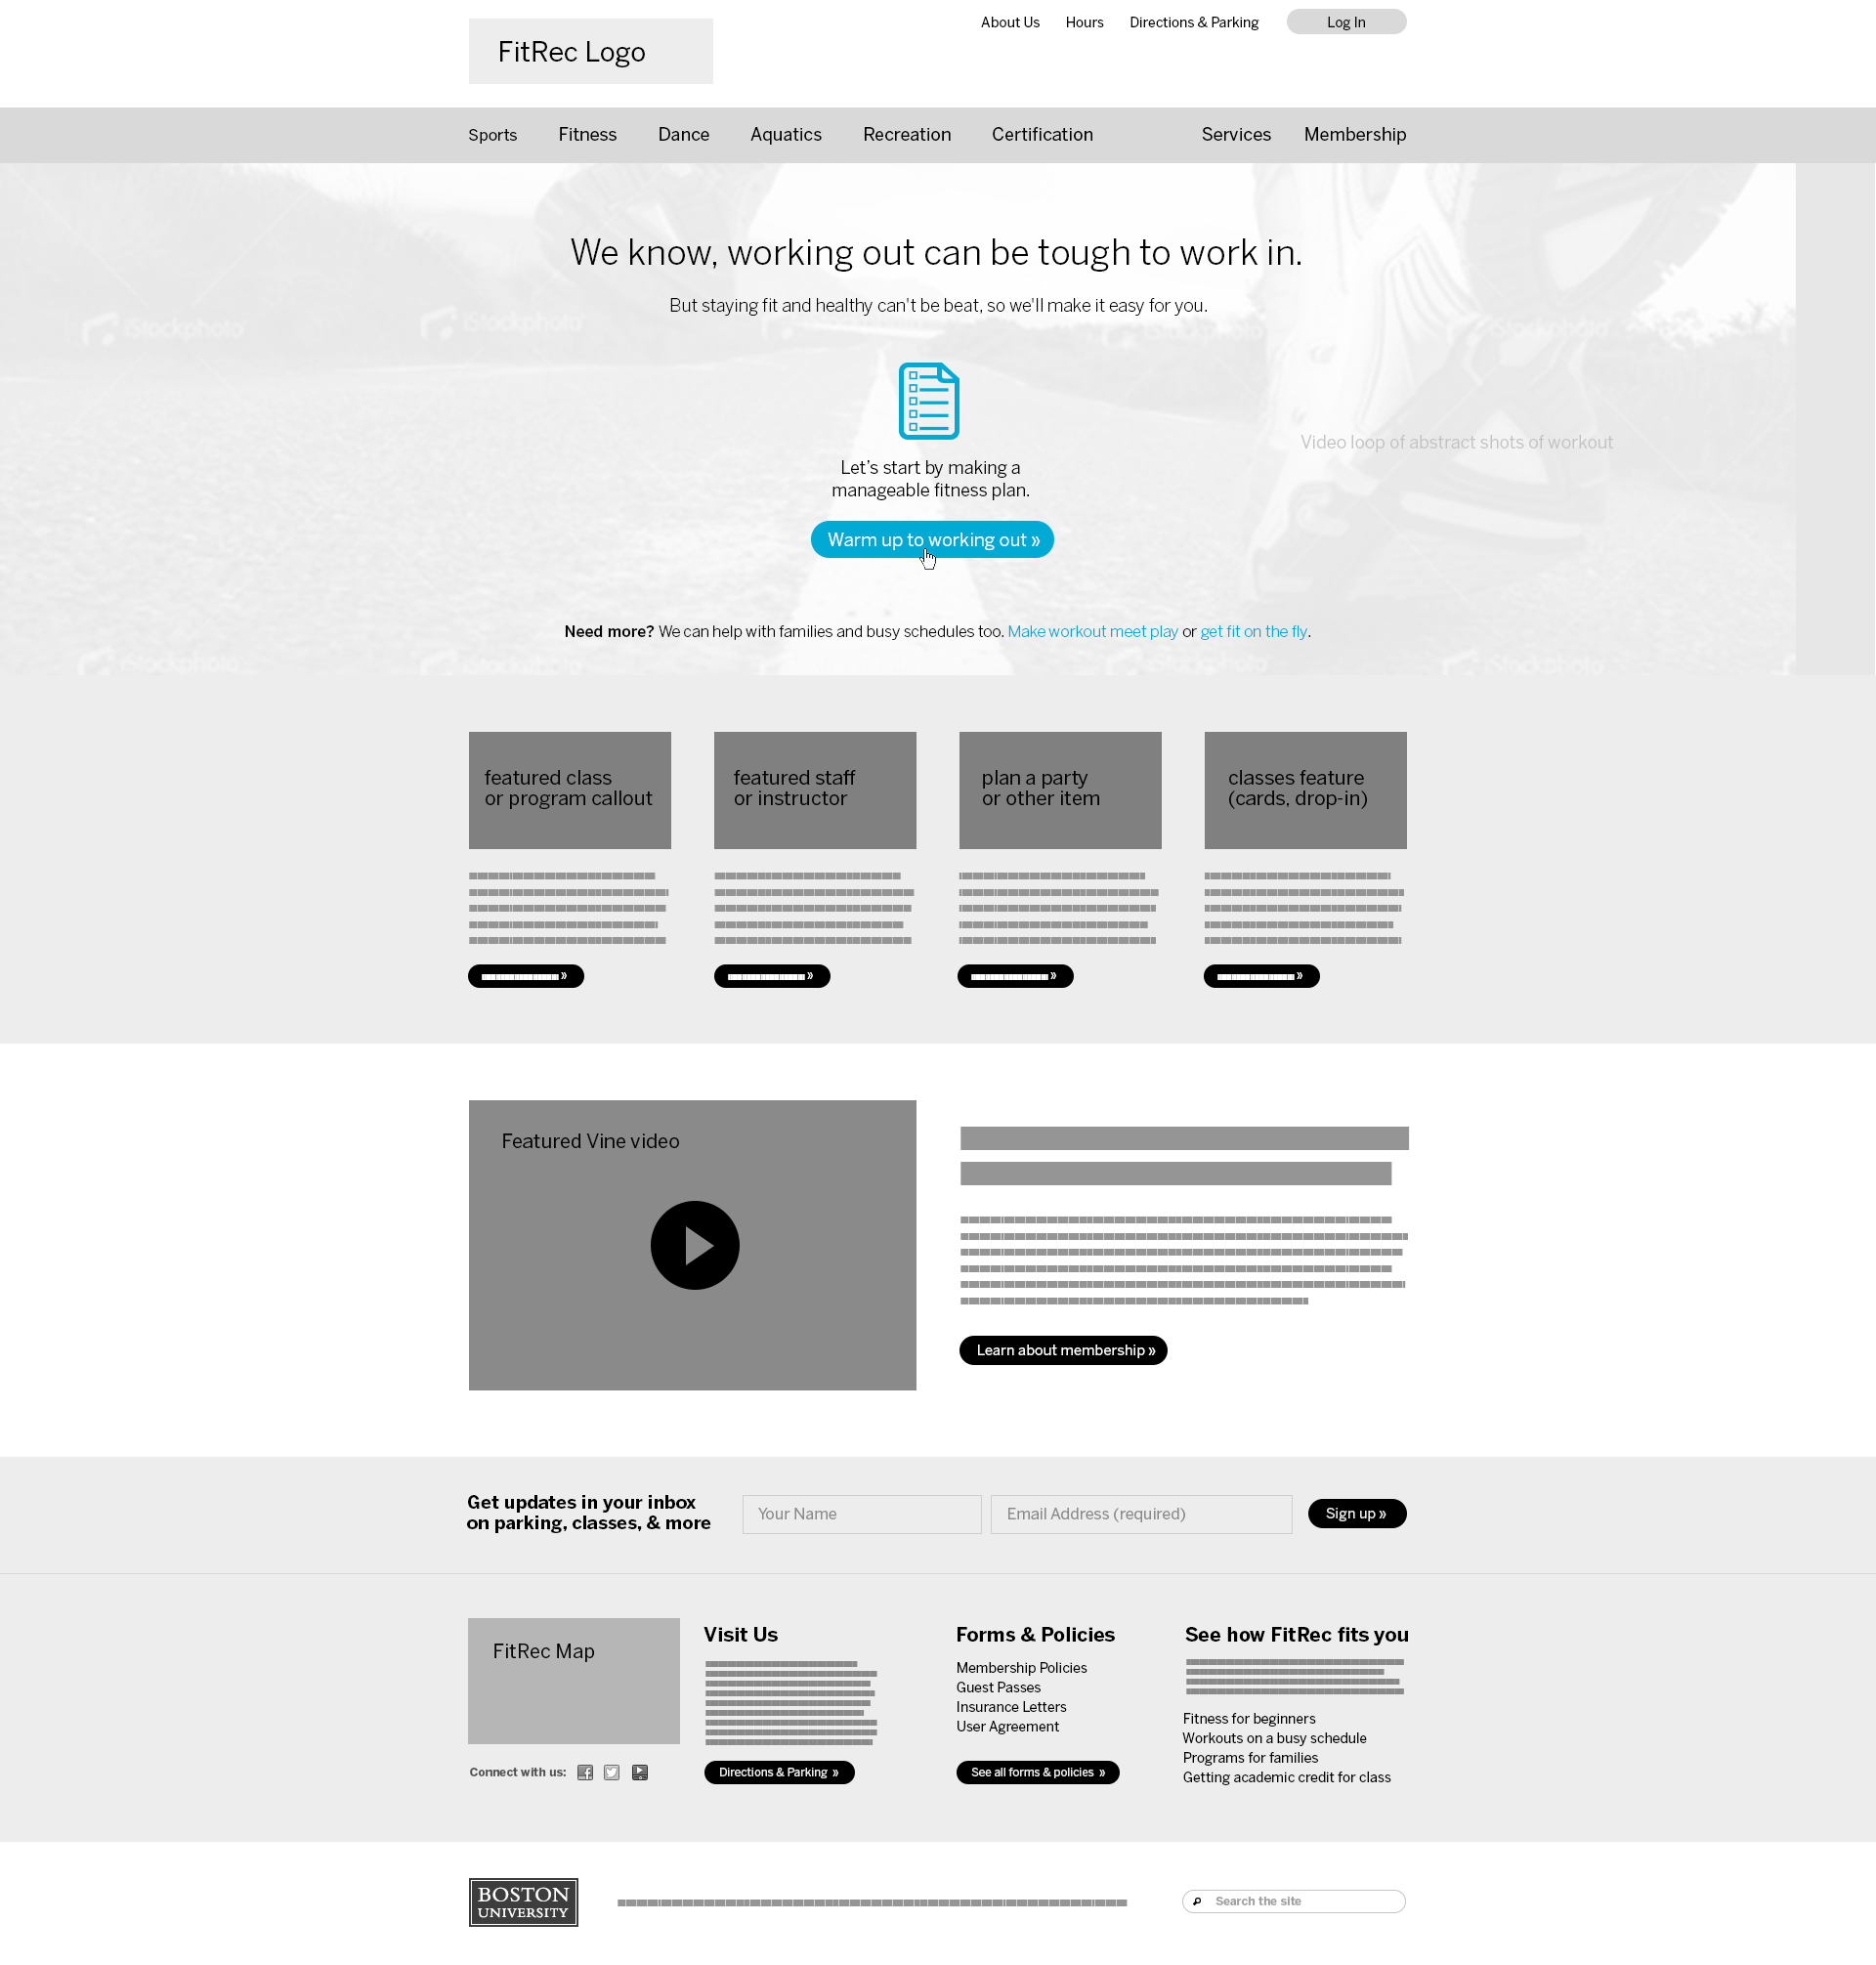 About Us Hours Directions & Parking Log In
FitRec Logo
Sports Fitness Dance Aquatics Recreation Certification Services Membership
We know, working out can be tough to work in.
But staying fit and healthy can't be beat, so we'll make it easy for you.
iStockphoto iStockphoto iStockphoto iStockphoto iStockphoto
Video loop of abstract shots of workout
Let's start by making a
manageable fitness plan.
Warm up to working out »
Need more? We can help with families and busy schedules too. Make workout meet play or get fit on the fly.
iStockphoto iStockphoto iStockphoto iStockphoto
featured class
or program callout
featured staff
or instructor
plan a party
or other item
classes feature
(cards, drop-in)
»
»
»
»
Featured Vine video
Learn about membership »
Get updates in your inbox
on parking, classes, & more
Your Name
Email Address (required)
Sign up »
FitRec Map
Connect with us:
Visit Us
Directions & Parking »
Forms & Policies
Membership Policies
Guest Passes
Insurance Letters
User Agreement
See all forms & policies »
See how FitRec fits you
Fitness for beginners
Workouts on a busy schedule
Programs for families
Getting academic credit for class
BOSTON
UNIVERSITY
Search the site